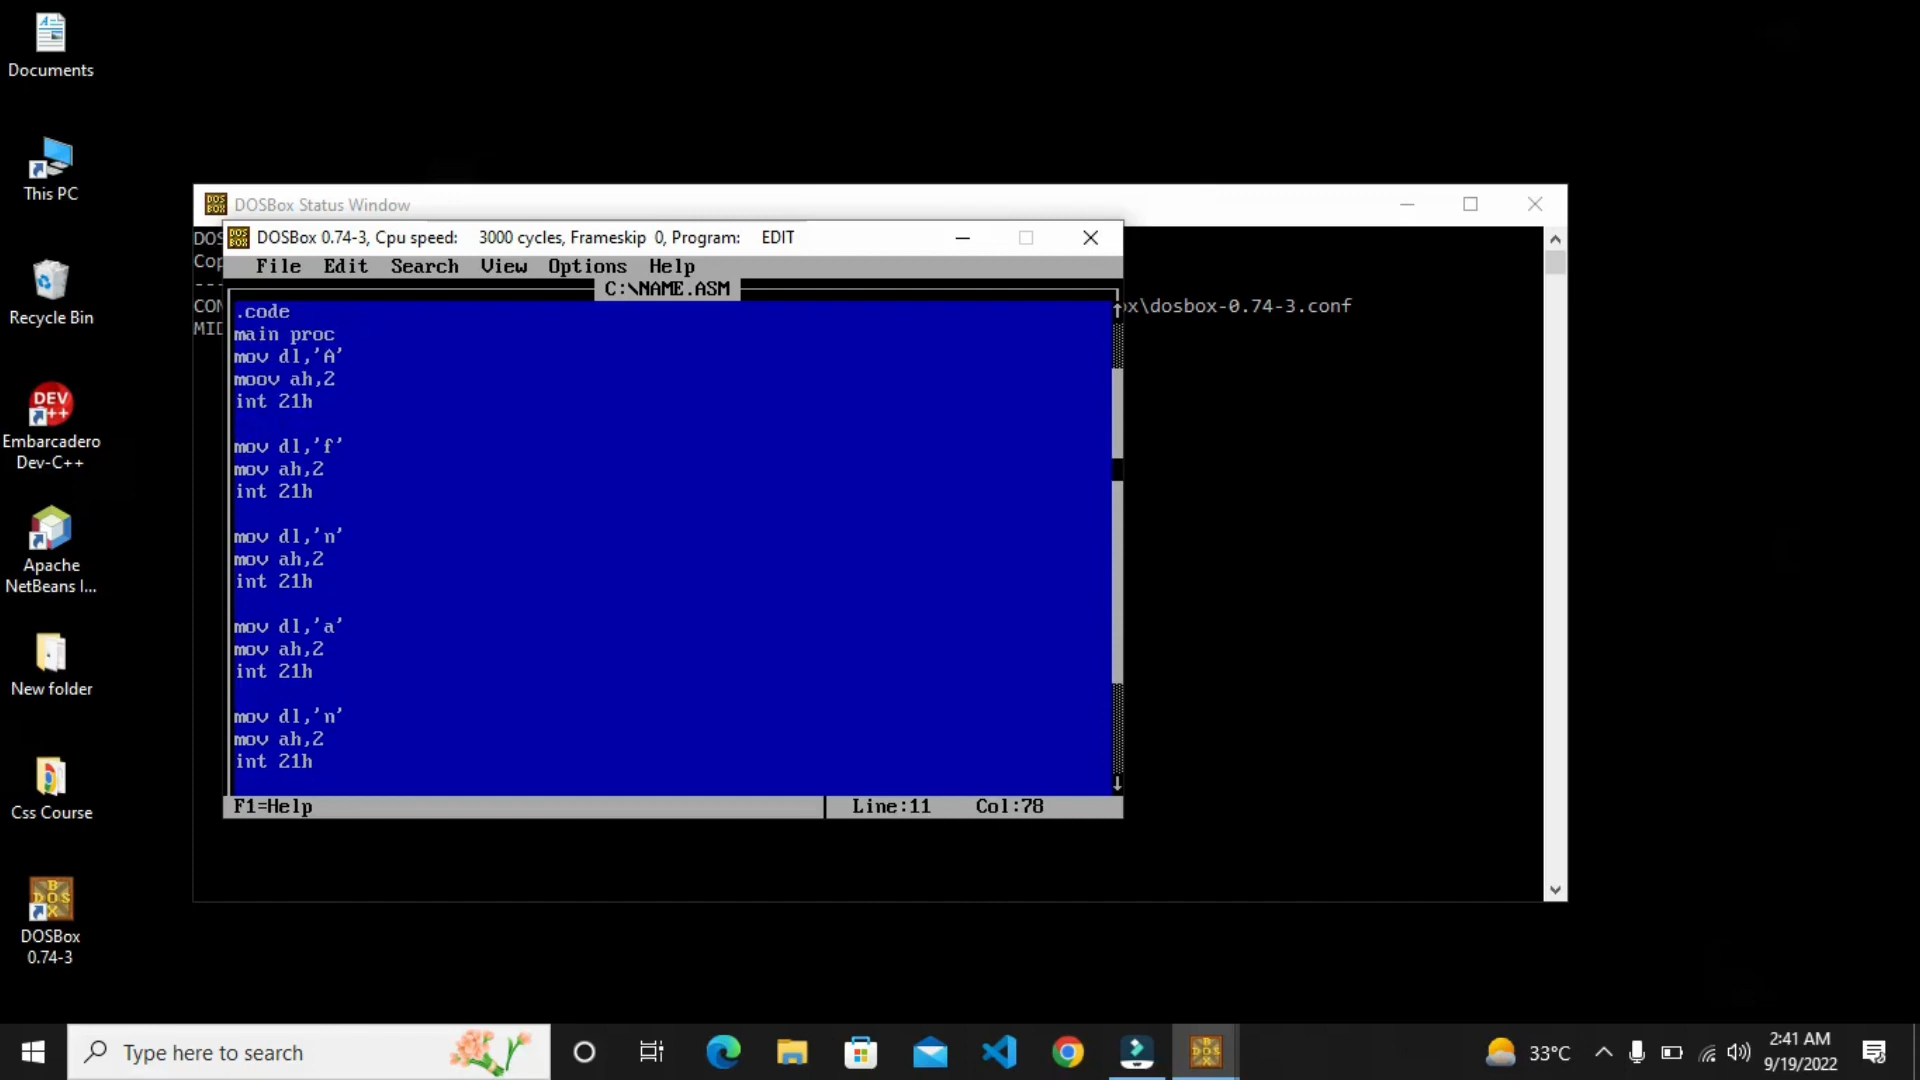 Documents
This PC
Recycle Bin
DEV
C++
Embarcadero
Dev-C++
Apache
NetBeans I...
New folder
Css Course
DOSBox
0.74-3
DOSBox Status Window
DOS
Cop
---
CON
x\dosbox-0.74-3.conf
MID
DOSBox 0.74-3, Cpu speed: 3000 cycles, Frameskip 0, Program: EDIT
File Edit Search View Options Help
C:\NAME.ASM
.code
main proc
mov dl,'A'
moov ah,2
int 21h
mov dl,'f'
mov ah,2
int 21h
mov dl,'n'
mov ah,2
int 21h
mov dl,'a'
mov ah,2
int 21h
mov dl,'n'
mov ah,2
int 21h
F1=Help
Line:11 Col:78
Type here to search
33°C
2:41 AM
9/19/2022